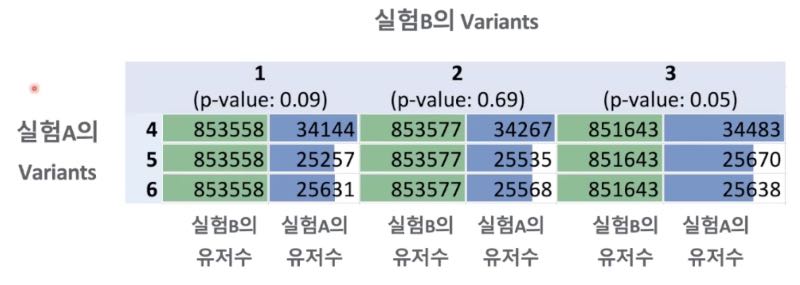 실험B의 Variants
1 2 3
(p-value: 0.09) (p-value: 0.69) (p-value: 0.05)
실험A의
Variants
4 853558 34144 853577 34267 851643 34483
5 853558 25257 853577 25535 851643 25670
6 853558 25631 853577 25568 851643 25638
실험B의 실험A의 실험B의 실험A의 실험B의 실험A의
유저수 유저수 유저수 유저수 유저수 유저수